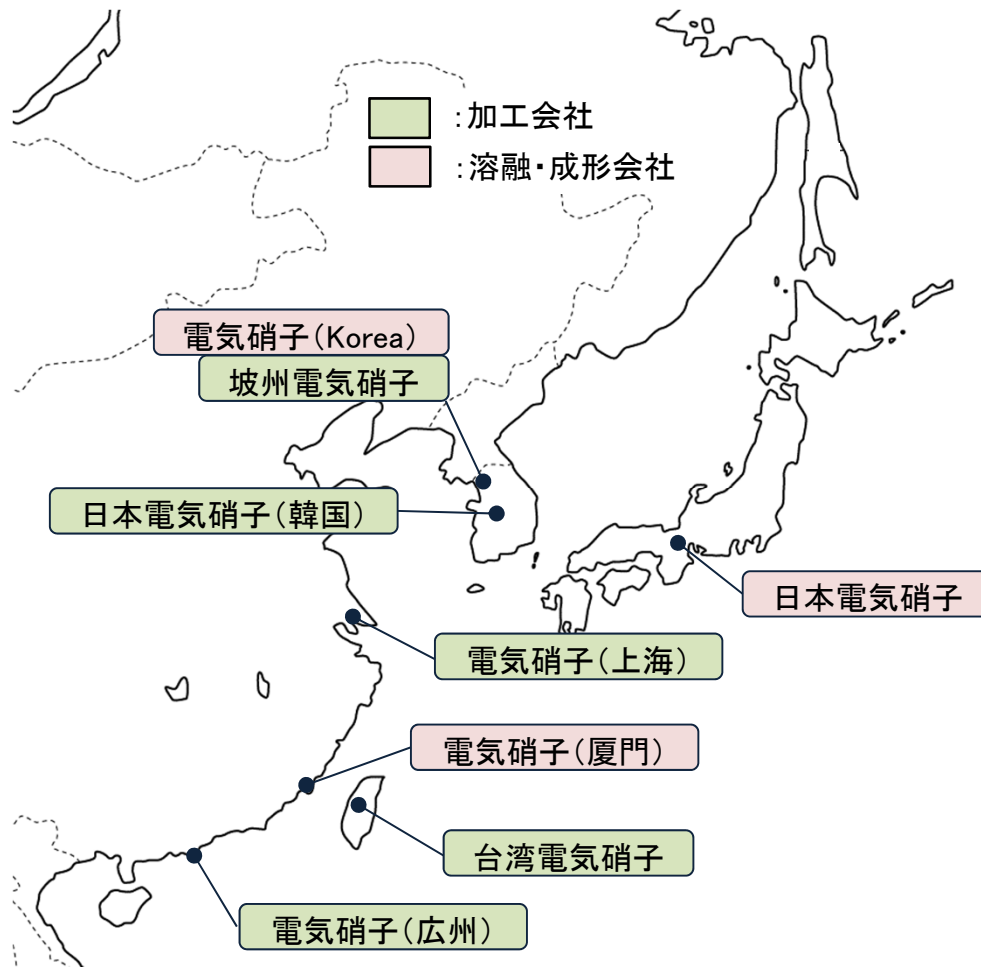 ：加工会社
：溶融・成形会社
電気硝子（Korea）
坡州電気硝子
日本電気硝子（韓国）
日本電気硝子
電気硝子（上海）
電気硝子（厦門）
台湾電気硝子
電気硝子（広州）